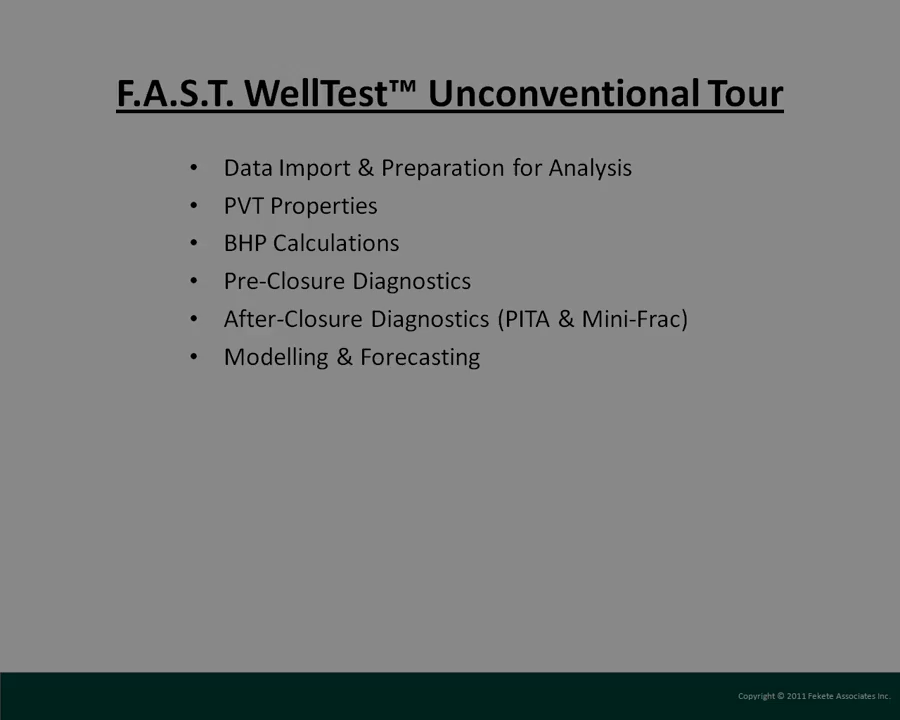 F.A.S.T. WellTest™ Unconventional Tour
• Data Import & Preparation for Analysis
• PVT Properties
• BHP Calculations
• Pre-Closure Diagnostics
• After-Closure Diagnostics (PITA & Mini-Frac)
• Modelling & Forecasting
Copyright © 2011 Fekete Associates Inc.